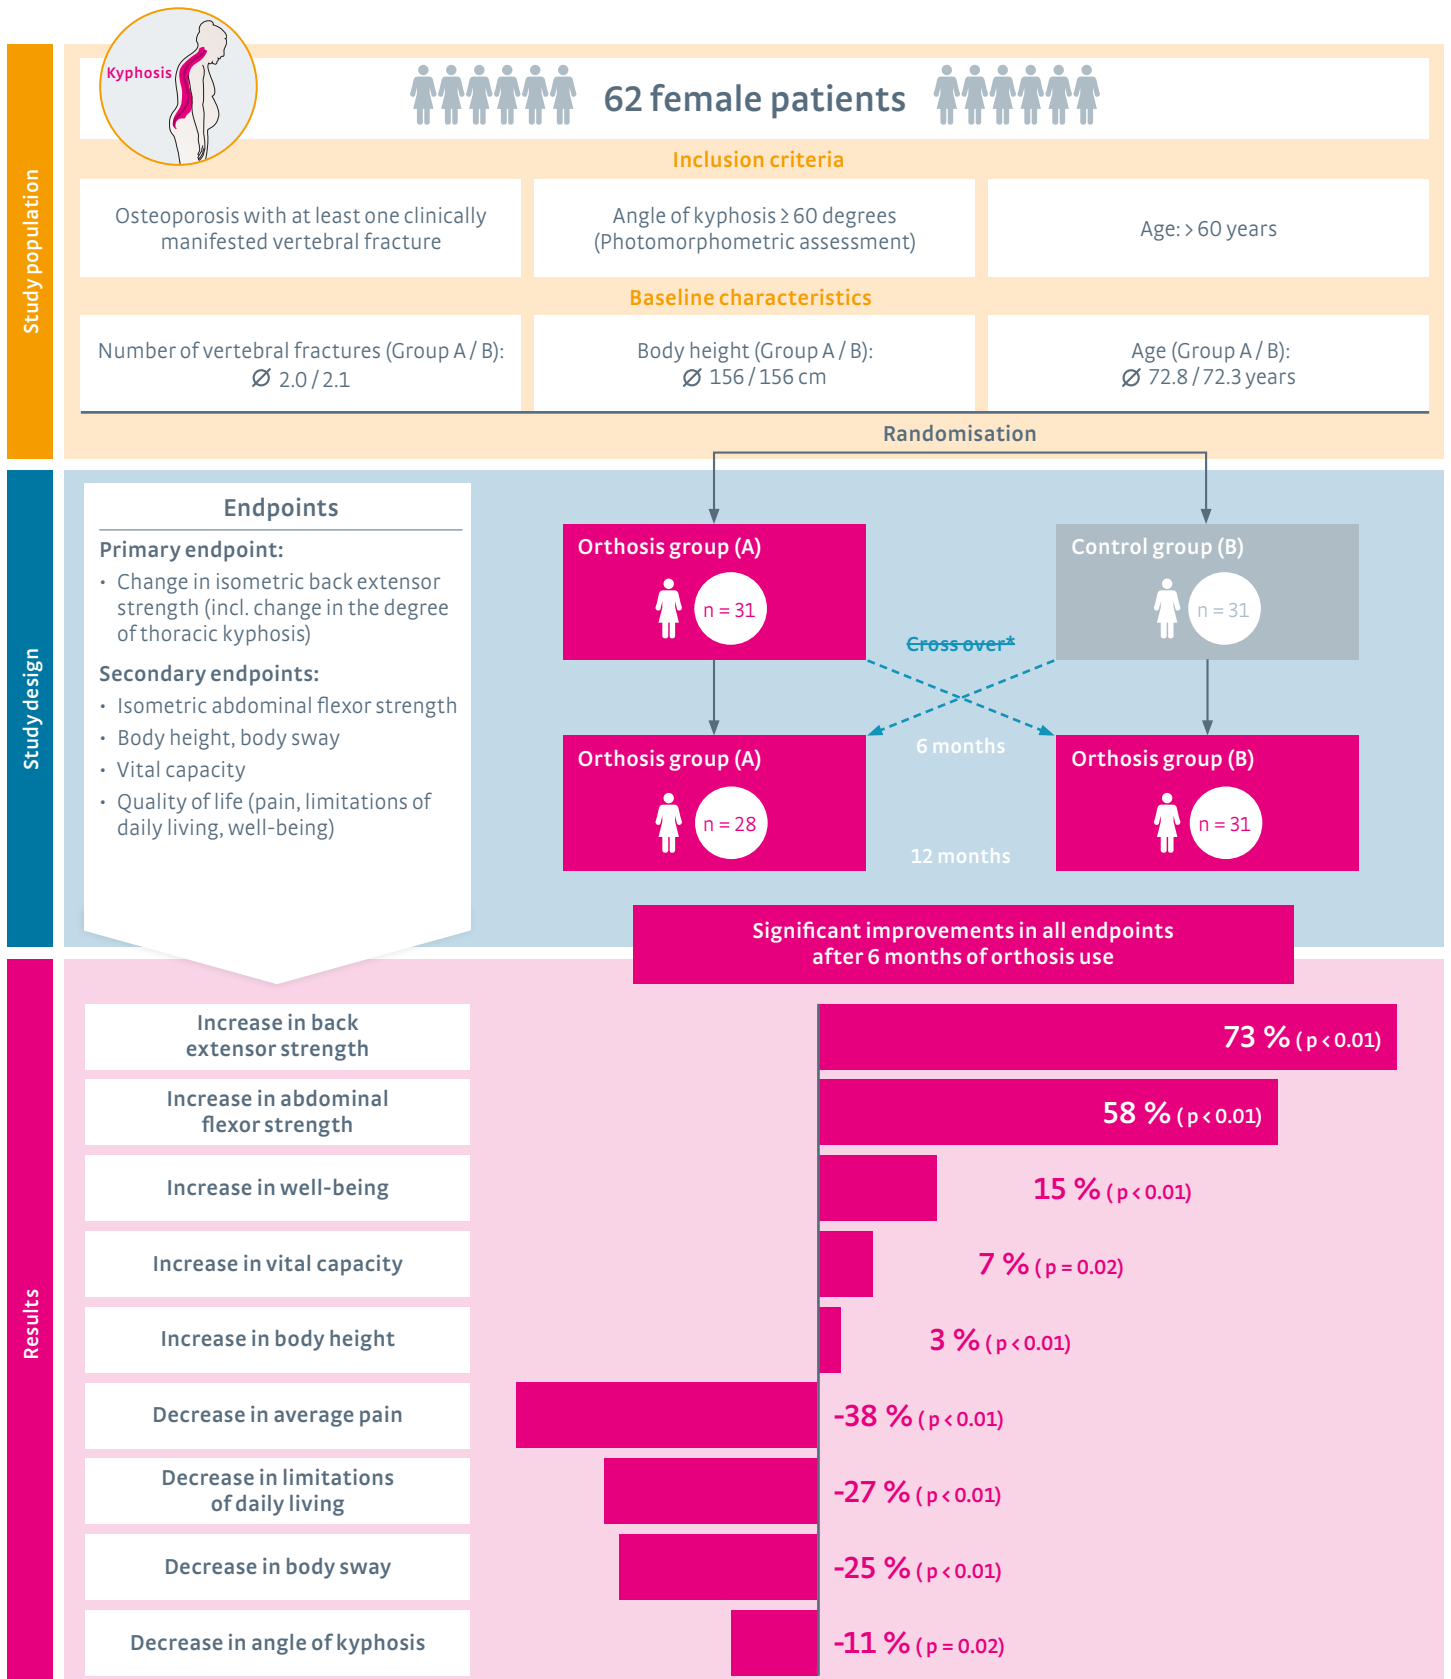 Kyphosis
62 female patients
Study population
Inclusion criteria
Osteoporosis with at least one clinically
manifested vertebral fracture
Angle of kyphosis ≥ 60 degrees
(Photomorphometric assessment)
Age: > 60 years
Baseline characteristics
Number of vertebral fractures (Group A / B):
Ø 2.0 / 2.1
Body height (Group A / B):
Ø 156 / 156 cm
Age (Group A / B):
Ø 72.8 / 72.3 years
Randomisation
Study design
Endpoints
Primary endpoint:
• Change in isometric back extensor
strength (incl. change in the degree
of thoracic kyphosis)
Secondary endpoints:
• Isometric abdominal flexor strength
• Body height, body sway
• Vital capacity
• Quality of life (pain, limitations of
daily living, well-being)
Orthosis group (A)
n = 31
Control group (B)
n = 31
Cross over*
6 months
Orthosis group (A)
n = 28
Orthosis group (B)
n = 31
12 months
Significant improvements in all endpoints
after 6 months of orthosis use
Results
Increase in back
extensor strength
73 % ( p < 0.01)
Increase in abdominal
flexor strength
58 % ( p < 0.01)
Increase in well-being
15 % ( p < 0.01)
Increase in vital capacity
7 % ( p = 0.02)
Increase in body height
3 % ( p < 0.01)
Decrease in average pain
-38 % ( p < 0.01)
Decrease in limitations
of daily living
-27 % ( p < 0.01)
Decrease in body sway
-25 % ( p < 0.01)
Decrease in angle of kyphosis
-11 % ( p = 0.02)